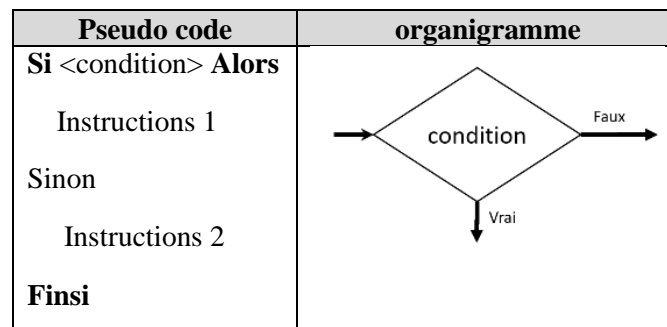 Pseudo code
organigramme
Si <condition> Alors
Instructions 1
Sinon
Instructions 2
Finsi
condition
Faux
Vrai